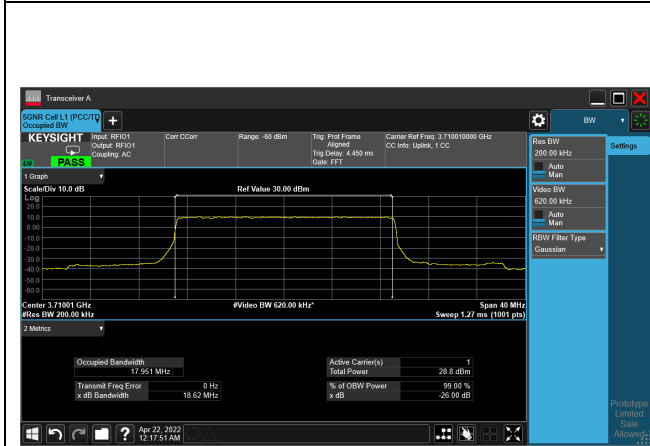 Transceiver A
5GNR Cell L1 (PCC/TD
Occupied BW
KEYSIGHT
LV PASS
Input: RFIO1
Output: RFIO1
Coupling: AC
Corr CCorr
Range: -60 dBm
Trig: Prot Frame
Aligned
Trig Delay: 4.450 ms
Gate: FFT
Carrier Ref Freq: 3.710010000 GHz
CC Info: Uplink, 1 CC
BW
Settings
Res BW
200.00 kHz
Auto
Man
Video BW
620.00 kHz
Auto
Man
RBW Filter Type
Gaussian
1 Graph
Scale/Div 10.0 dB
Ref Value 30.00 dBm
Log
20.0
10.0
0.00
-10.0
-20.0
-30.0
-40.0
-50.0
-60.0
Center 3.71001 GHz
#Video BW 620.00 kHz*
Span 40 MHz
#Res BW 200.00 kHz
Sweep 1.27 ms (1001 pts)
2 Metrics
Occupied Bandwidth
17.951 MHz
Transmit Freq Error 0 Hz
x dB Bandwidth 18.62 MHz
Active Carrier(s) 1
Total Power 28.8 dBm
% of OBW Power 99.00 %
x dB -26.00 dB
Apr 22, 2022
12:17:51 AM
Prototype
Limited
Sale
Allowed